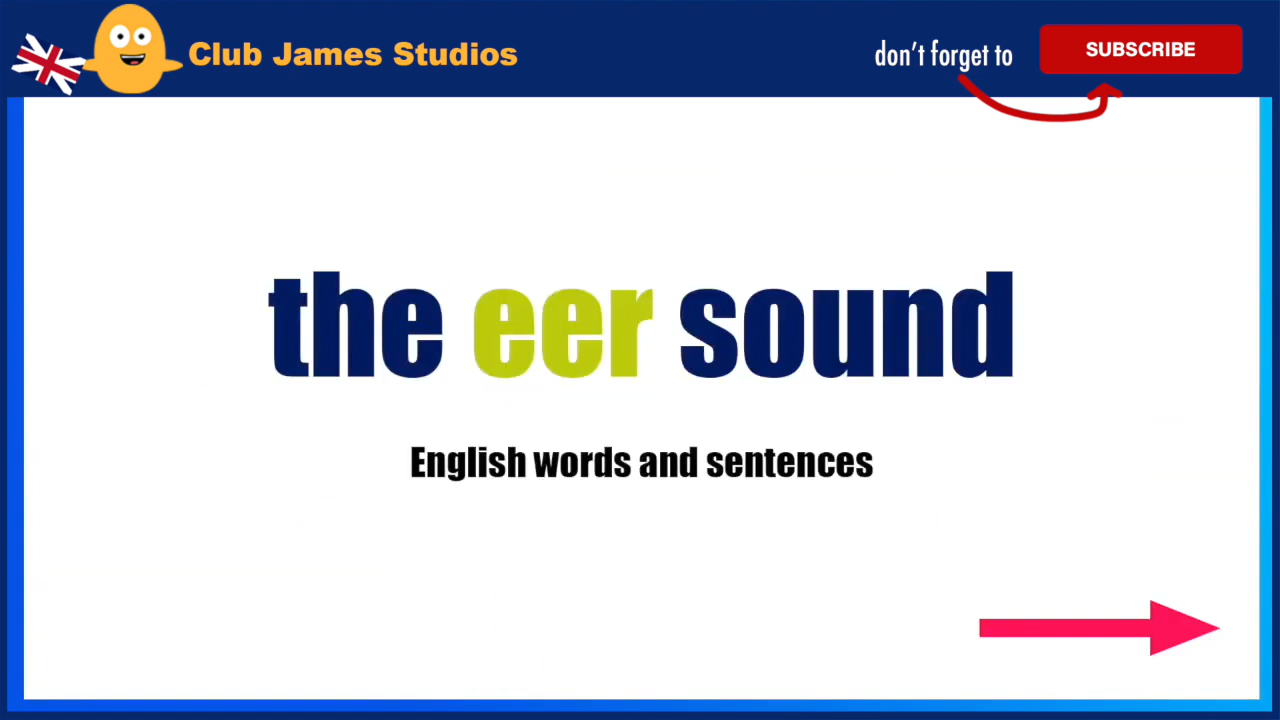 Club James Studios
don't forget to
SUBSCRIBE
the eer sound
English words and sentences